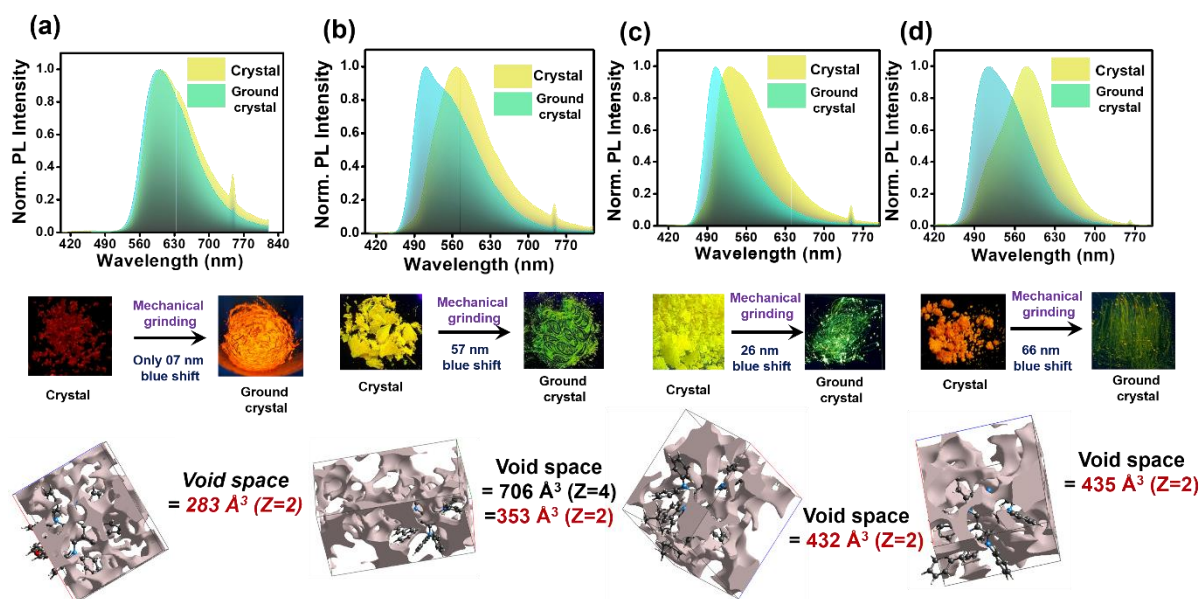 (a)
(b)
(c)
(d)
Norm. PL Intensity
1.0
0.8
0.6
0.4
0.2
0.0
Crystal
Ground
crystal
420 490 560 630 700 770 840
Wavelength (nm)
Norm. PL Intensity
1.0
0.8
0.6
0.4
0.2
0.0
Crystal
Ground
crystal
420 490 560 630 700 770
Wavelength (nm)
Norm. PL Intensity
1.0
0.8
0.6
0.4
0.2
0.0
Crystal
Ground
crystal
420 490 560 630 700 770
Wavelength (nm)
Norm. PL Intensity
1.0
0.8
0.6
0.4
0.2
0.0
Crystal
Ground
crystal
420 490 560 630 700 770
Wavelength (nm)
Mechanical
grinding
Only 07 nm
blue shift
Crystal
Ground
crystal
Mechanical
grinding
57 nm
blue shift
Crystal
Ground
crystal
Mechanical
grinding
26 nm
blue shift
Crystal
Ground
crystal
Mechanical
grinding
66 nm
blue shift
Crystal
Ground
crystal
Void space
= 283 Å³ (Z=2)
Void space
= 706 Å³ (Z=4)
=353 Å³ (Z=2)
Void space
= 432 Å³ (Z=2)
Void space
= 435 Å³ (Z=2)